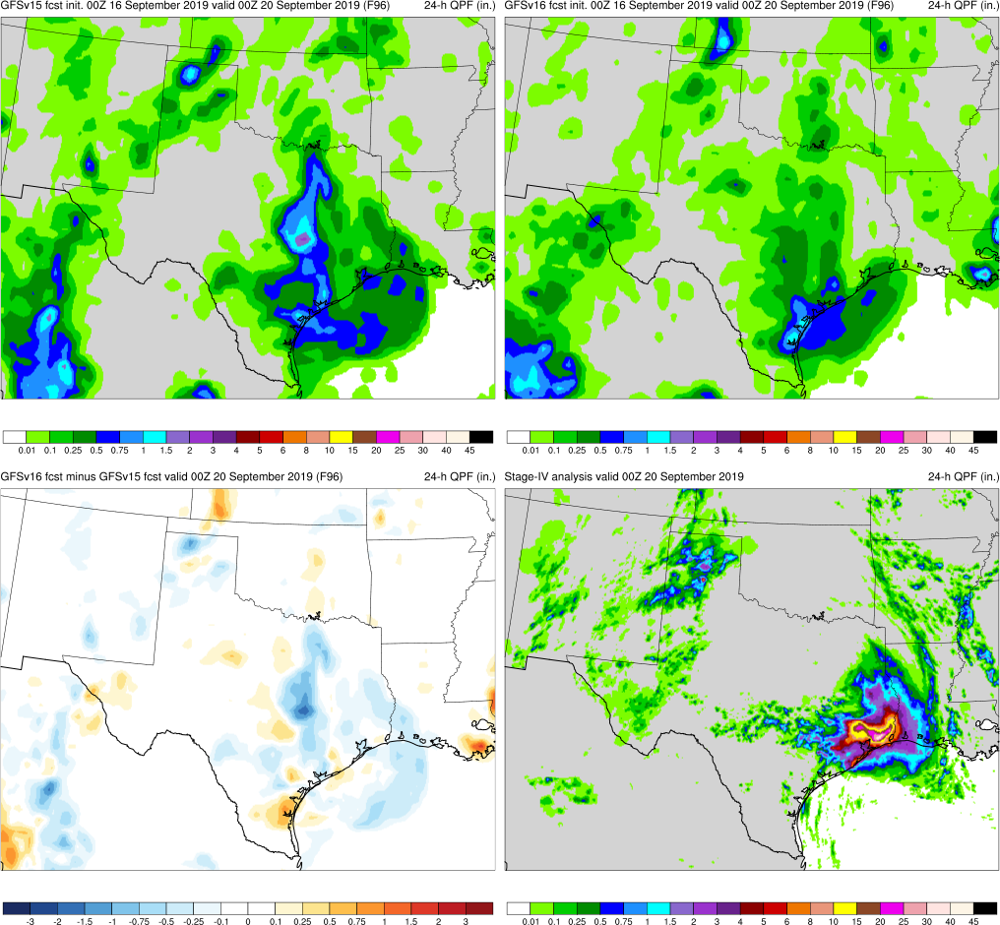 GFSv15 fcst init. 00Z 16 September 2019 valid 00Z 20 September 2019 (F96) 24-h QPF (in.)
GFSv16 fcst init. 00Z 16 September 2019 valid 00Z 20 September 2019 (F96) 24-h QPF (in.)
0.01 0.1 0.25 0.5 0.75 1 1.5 2 3 4 5 6 8 10 15 20 25 30 40 45
0.01 0.1 0.25 0.5 0.75 1 1.5 2 3 4 5 6 8 10 15 20 25 30 40 45
GFSv16 fcst minus GFSv15 fcst valid 00Z 20 September 2019 (F96) 24-h QPF (in.)
Stage-IV analysis valid 00Z 20 September 2019 24-h QPF (in.)
-3 -2 -1.5 -1 -0.75 -0.5 -0.25 -0.1 0 0.1 0.25 0.5 0.75 1 1.5 2 3
0.01 0.1 0.25 0.5 0.75 1 1.5 2 3 4 5 6 8 10 15 20 25 30 40 45